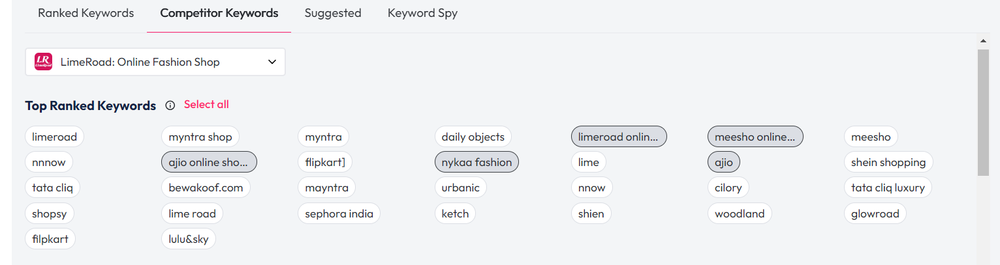 Ranked Keywords Competitor Keywords Suggested Keyword Spy
LR LimeRoad LimeRoad: Online Fashion Shop
Top Ranked Keywords Select all
limeroad myntra shop myntra daily objects limeroad onlin... meesho online... meesho
nnnow ajio online sho... flipkart] nykaa fashion lime ajio shein shopping
tata cliq bewakoof.com mayntra urbanic nnow cilory tata cliq luxury
shopsy lime road sephora india ketch shien woodland glowroad
filpkart lulu&sky